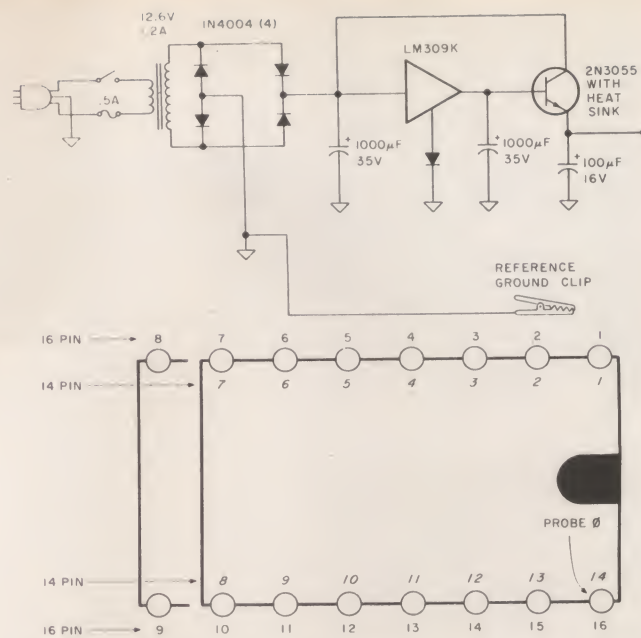 12.6V
1.2A
IN4004 (4)
.5A
LM309K
2N3055
WITH
HEAT
SINK
+
1000µF
35V
+
1000µF
35V
+
100µF
16V
REFERENCE
GROUND CLIP
16 PIN
8 7 6 5 4 3 2 1
14 PIN
7 6 5 4 3 2 1
PROBE Ø
14 PIN
8 9 10 11 12 13 14
16 PIN
9 10 11 12 13 14 15 16